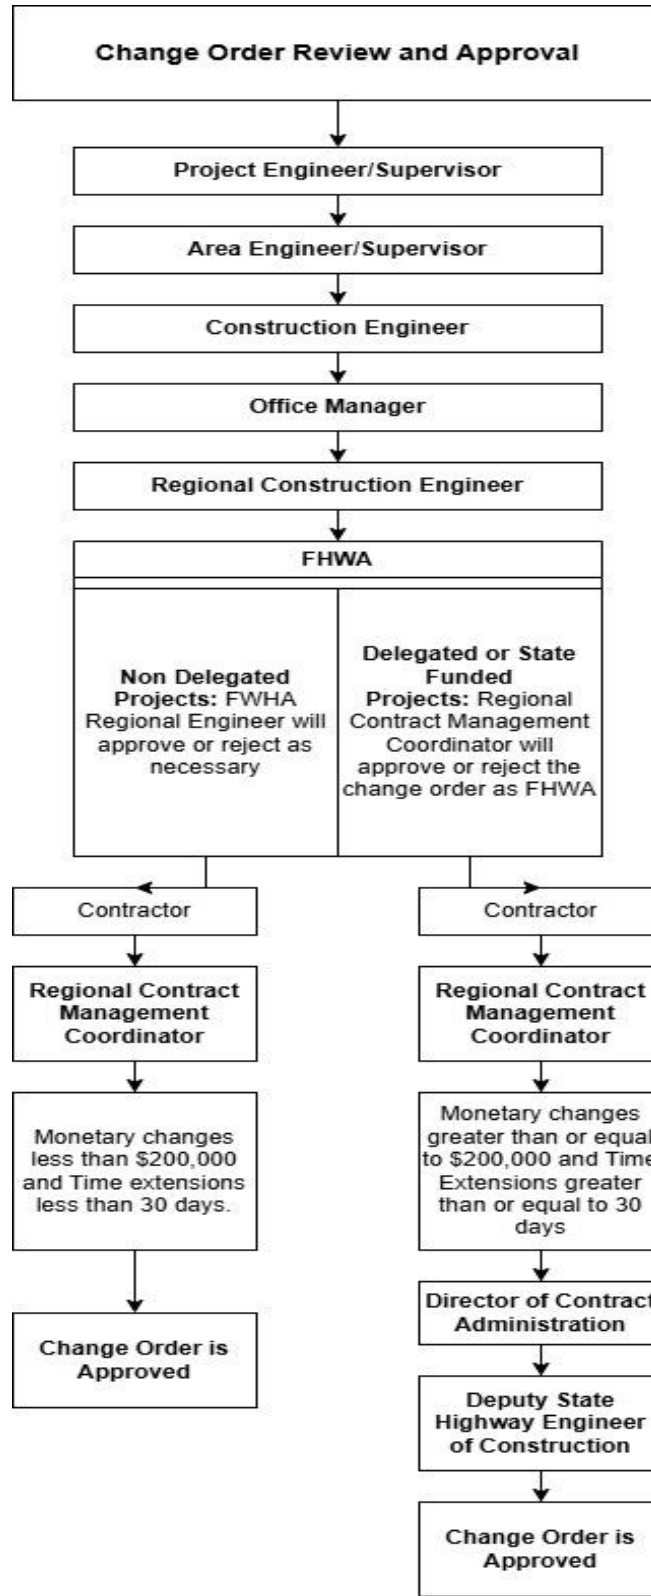 Change Order Review and Approval
Project Engineer/Supervisor
Area Engineer/Supervisor
Construction Engineer
Office Manager
Regional Construction Engineer
FHWA
Non Delegated
Projects: FWHA
Regional Engineer will
approve or reject as
necessary
Delegated or State
Funded
Projects: Regional
Contract Management
Coordinator will
approve or reject the
change order as FHWA
Contractor
Regional Contract
Management
Coordinator
Monetary changes
less than $200,000
and Time extensions
less than 30 days.
Change Order is
Approved
Contractor
Regional Contract
Management
Coordinator
Monetary changes
greater than or equal
to $200,000 and Time
Extensions greater
than or equal to 30
days
Director of Contract
Administration
Deputy State
Highway Engineer
of Construction
Change Order is
Approved